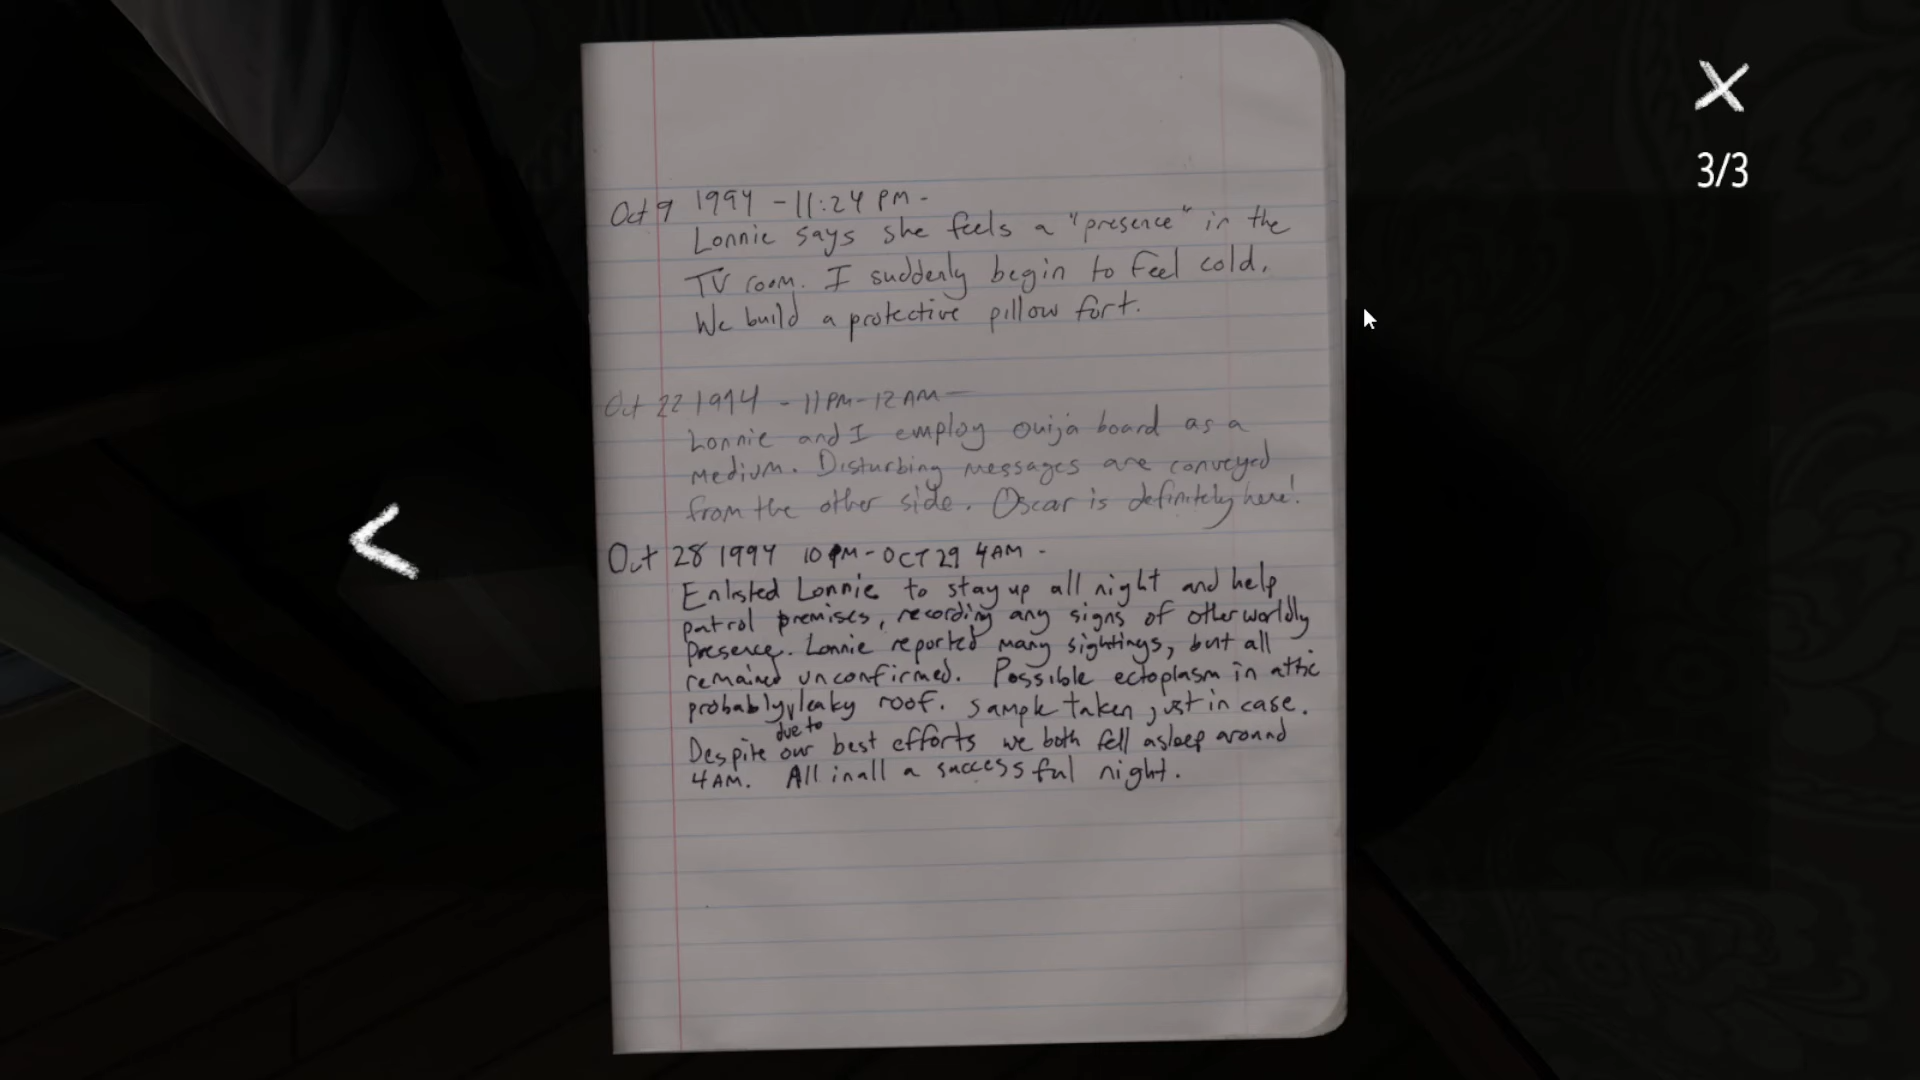 X
3/3
Oct 9 1994 - 11:24 PM -
Lonnie says she feels a "presence" in the
TV room. I suddenly begin to feel cold.
We build a protective pillow fort.
Oct 22 1994 - 11PM-12AM -
Lonnie and I employ ouija board as a
medium. Disturbing messages are conveyed
from the other side. Oscar is definitely here!
<
Oct 28 1994 10PM - OCT 29 4AM -
Enlisted Lonnie to stay up all night and help
patrol premises, recording any signs of otherworldly
presence. Lonnie reported many sightings, but all
remained unconfirmed. Possible ectoplasm in attic
probably due to leaky roof. Sample taken, just in case.
Despite our best efforts we both fell asleep around
4AM. All in all a successful night.